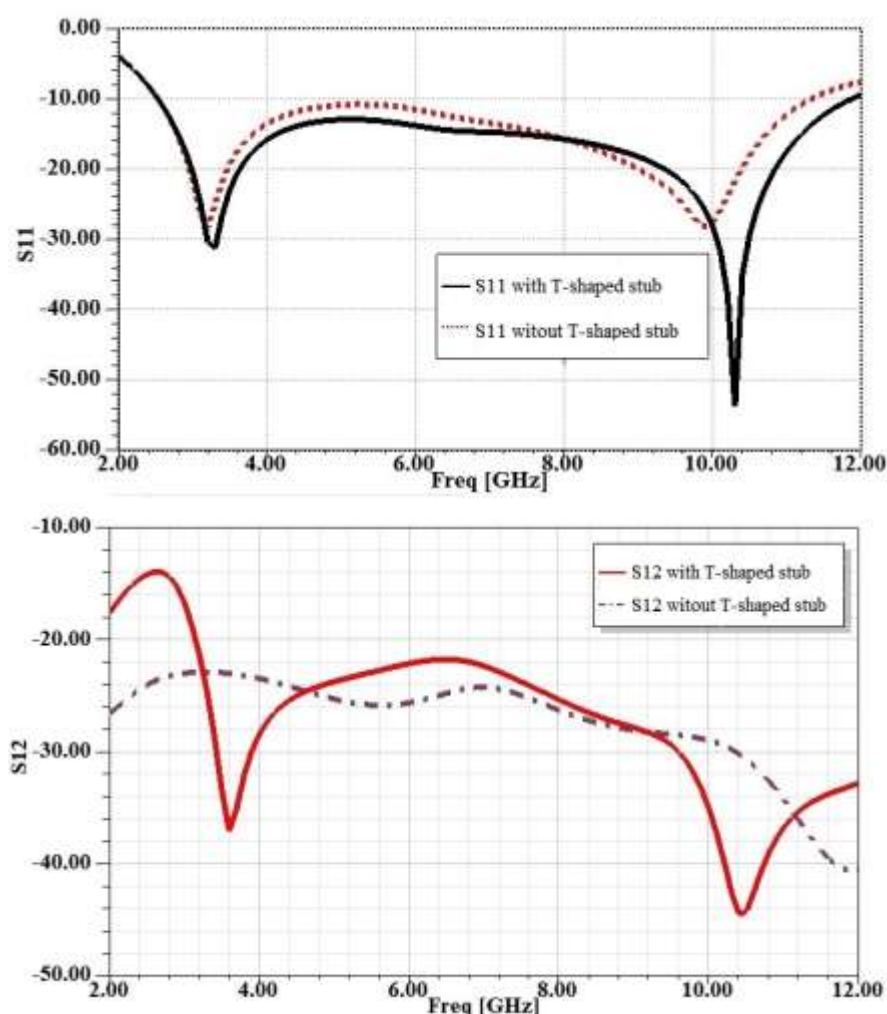 0.00
-10.00
-20.00
-30.00
-40.00
-50.00
-60.00
S11
S11 with T-shaped stub
S11 witout T-shaped stub
2.00 4.00 6.00 8.00 10.00 12.00
Freq [GHz]
-10.00
-20.00
-30.00
-40.00
-50.00
S12
S12 with T-shaped stub
S12 witout T-shaped stub
2.00 4.00 6.00 8.00 10.00 12.00
Freq [GHz]